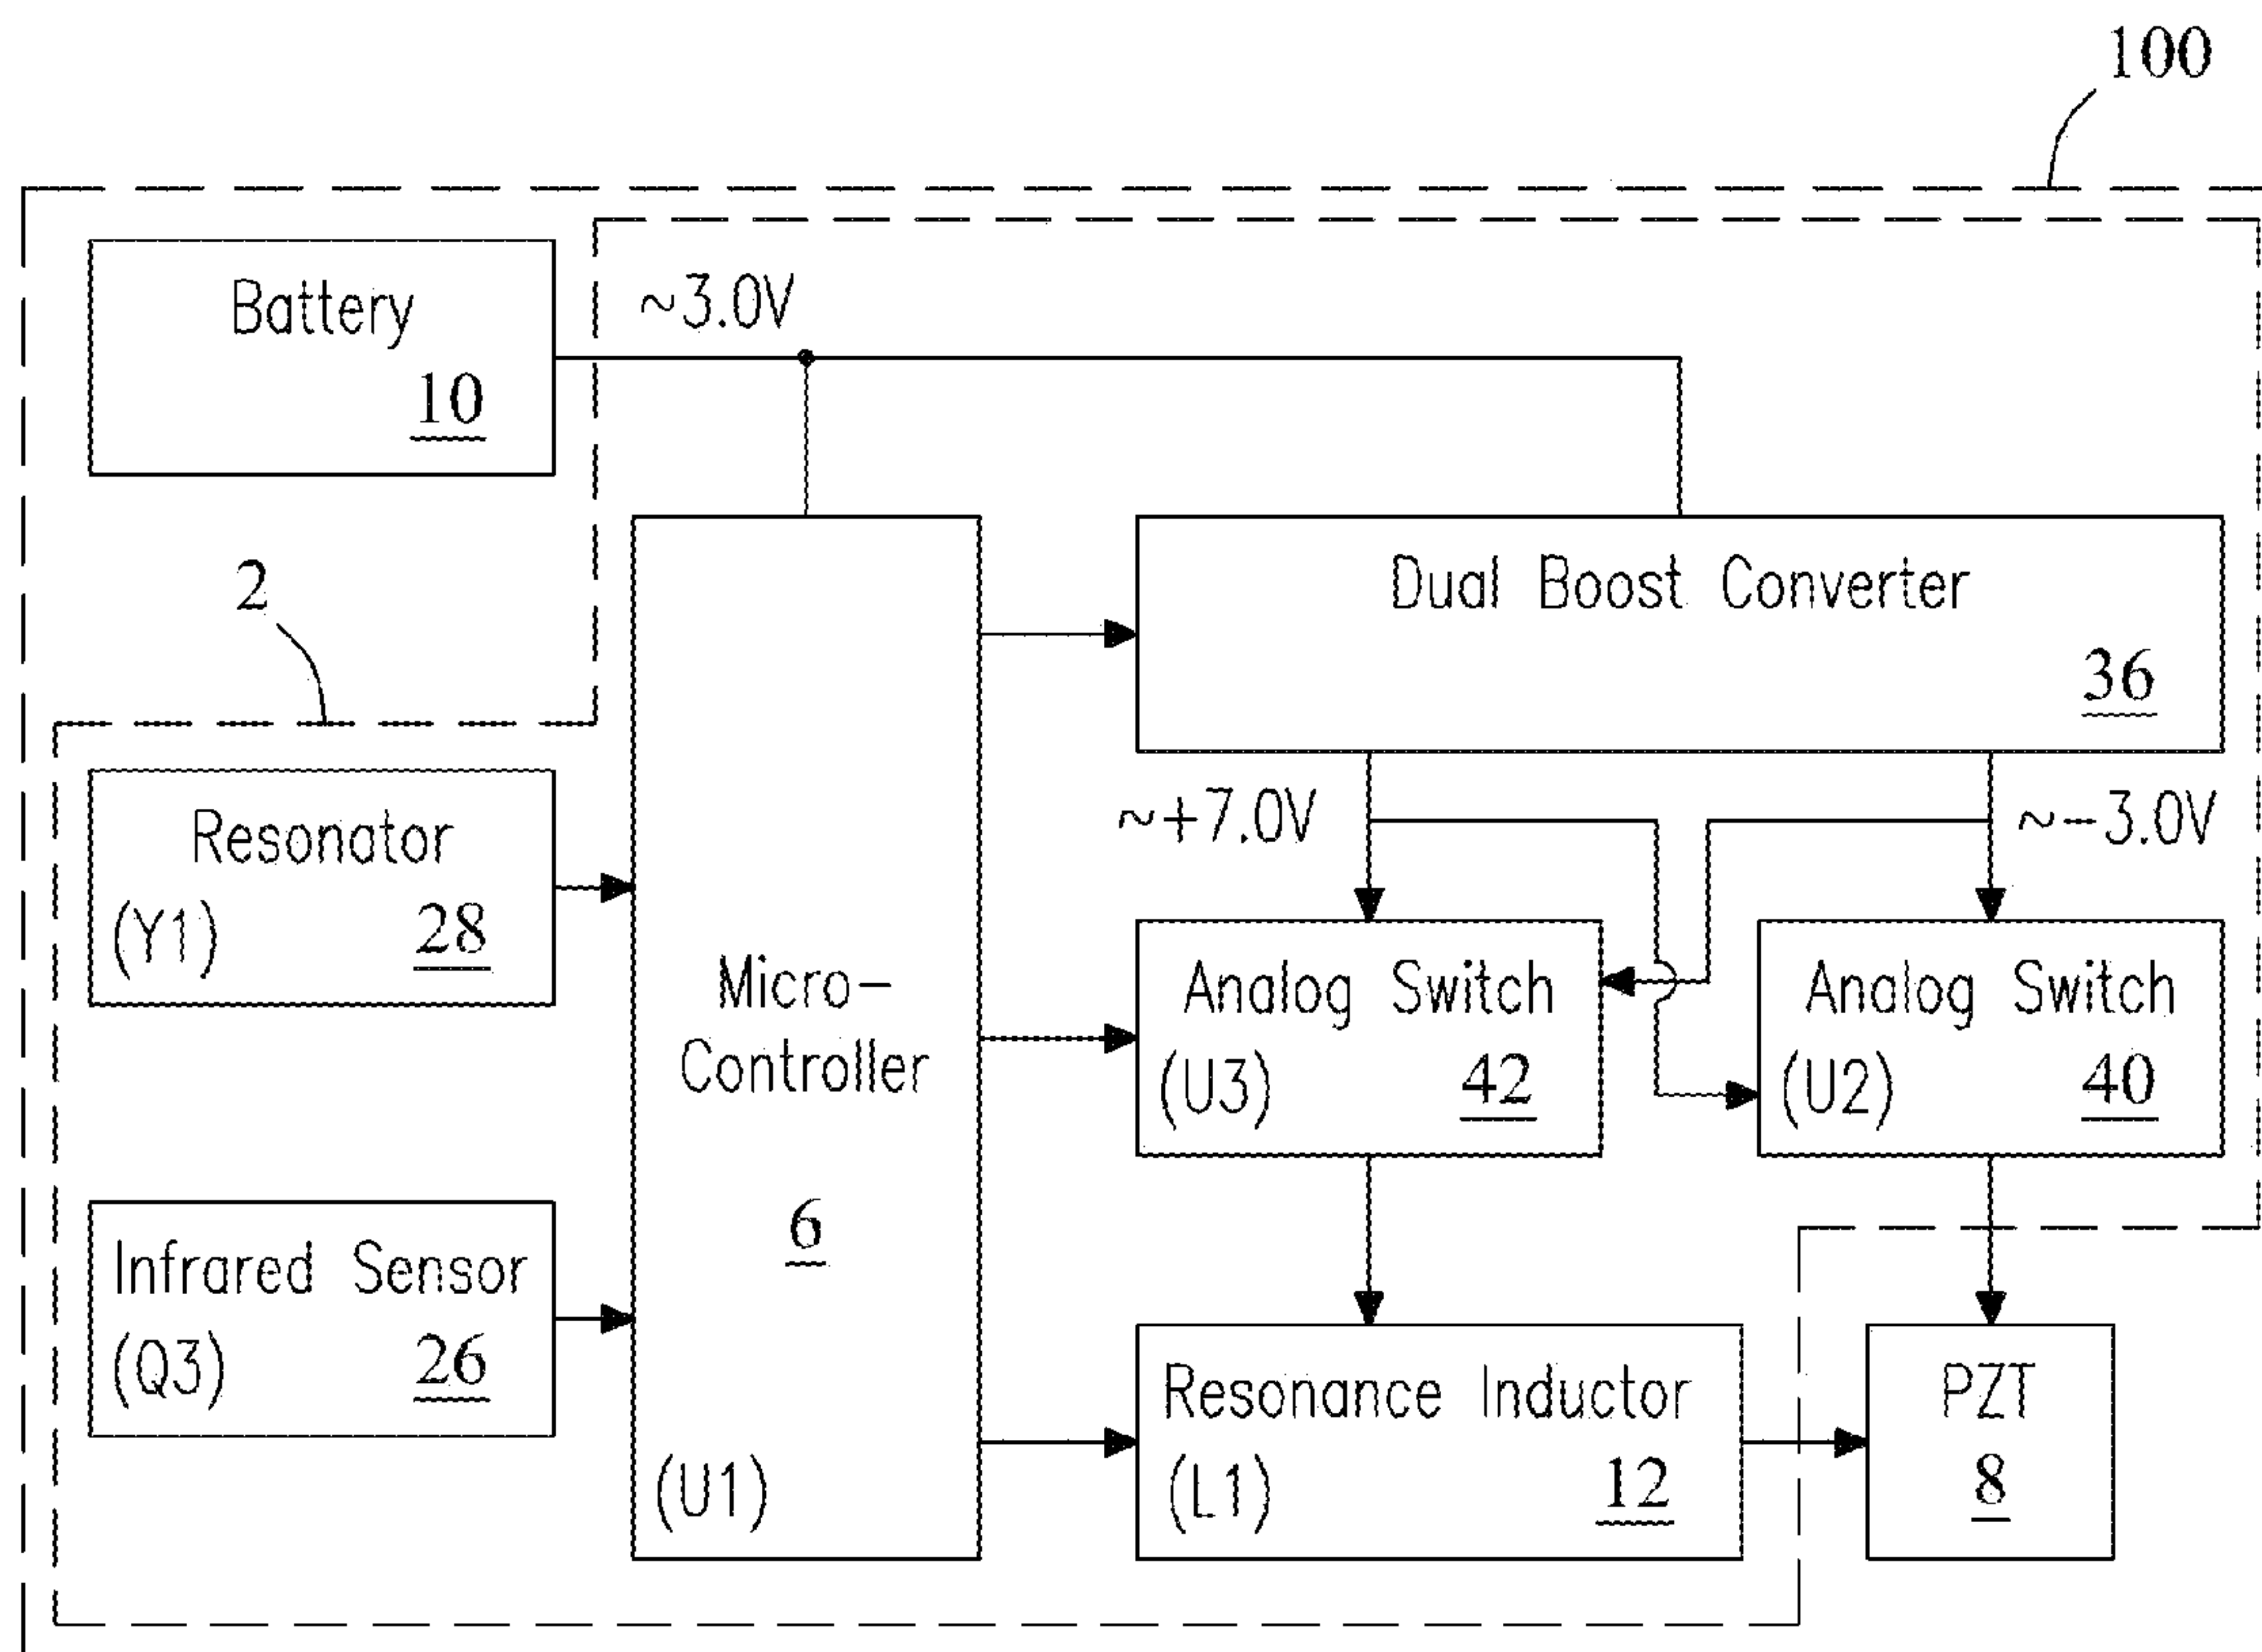 100
Battery
10
~3.0V
2
Dual Boost Converter
36
~+7.0V
~-3.0V
Resonator
(Y1) 28
Micro-
Controller
6
(U1)
Analog Switch
(U3) 42
Analog Switch
(U2) 40
Infrared Sensor
(Q3) 26
Resonance Inductor
(L1) 12
PZT
8